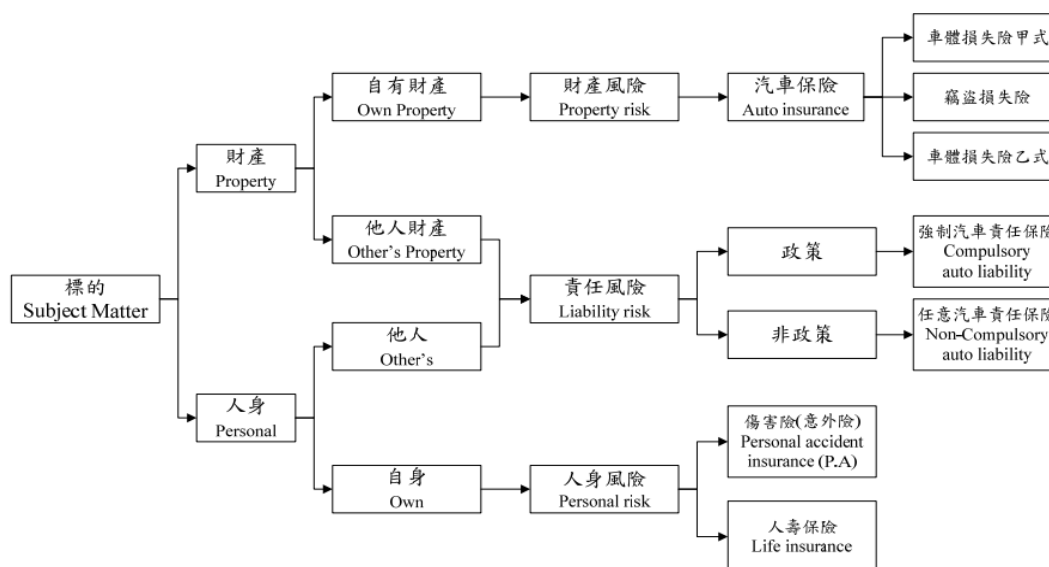 標的
Subject Matter
財產
Property
人身
Personal
自有財產
Own Property
他人財產
Other's Property
他人
Other's
自身
Own
財產風險
Property risk
責任風險
Liability risk
人身風險
Personal risk
汽車保險
Auto insurance
政策
非政策
傷害險(意外險)
Personal accident
insurance (P.A)
人壽保險
Life insurance
車體損失險甲式
竊盜損失險
車體損失險乙式
強制汽車責任保險
Compulsory
auto liability
任意汽車責任保險
Non-Compulsory
auto liability